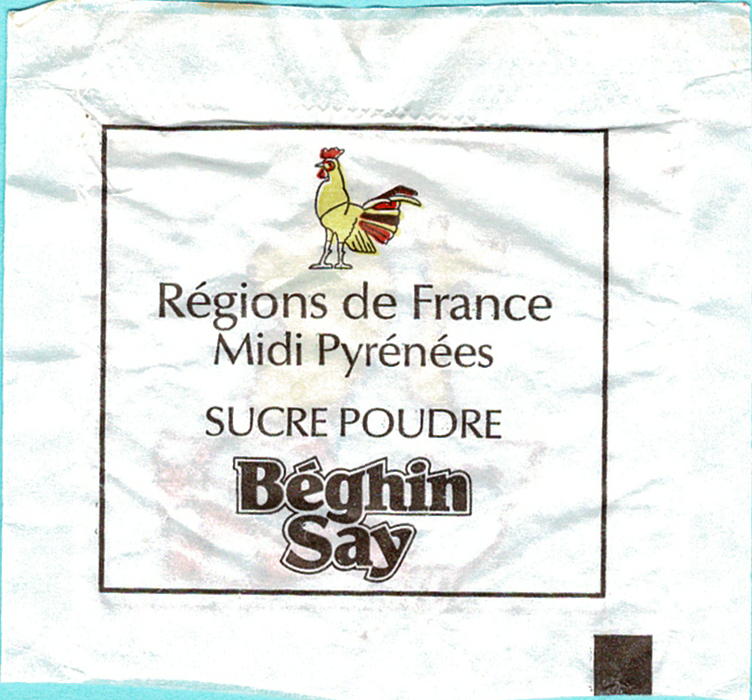 Régions de France
Midi Pyrénées
SUCRE POUDRE
Béghin
Say